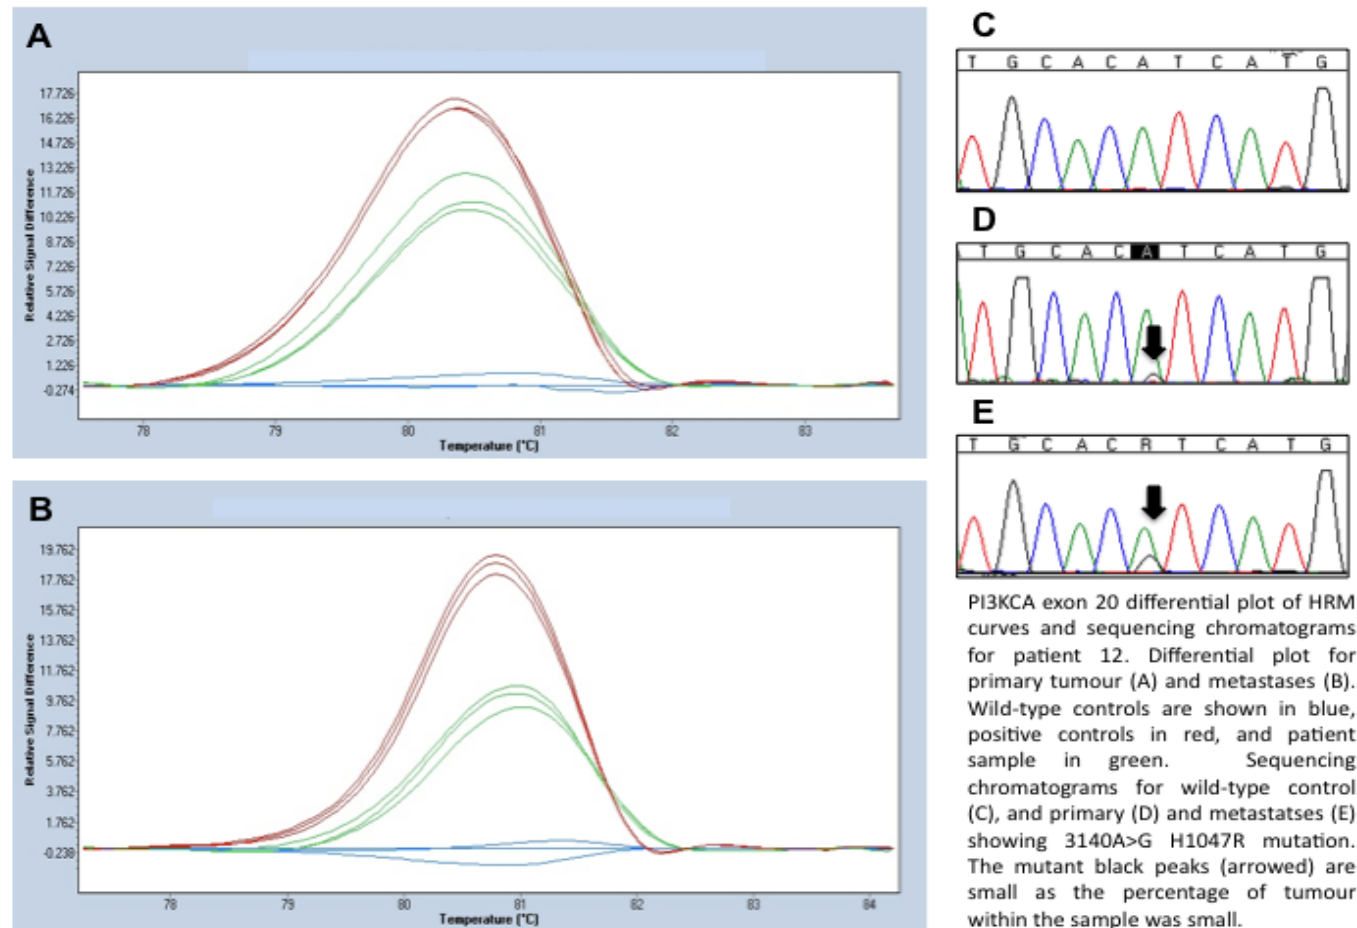 A
17.726
16.226
14.726
13.226
11.726
10.226
8.726
7.226
5.726
4.226
2.726
1.226
-0.274
Relative Signal Difference
78 79 80 81 82 83
Temperature (°C)
B
19.762
17.762
15.762
13.762
11.762
9.762
7.762
5.762
3.762
1.762
-0.238
Relative Signal Difference
78 79 80 81 82 83 84
Temperature (°C)
C
T G C A C A T C A T G
D
T G C A C A T C A T G
E
T G C A C R T C A T G
PI3KCA exon 20 differential plot of HRM
curves and sequencing chromatograms
for patient 12. Differential plot for
primary tumour (A) and metastases (B).
Wild-type controls are shown in blue,
positive controls in red, and patient
sample in green. Sequencing
chromatograms for wild-type control
(C), and primary (D) and metastatses (E)
showing 3140A>G H1047R mutation.
The mutant black peaks (arrowed) are
small as the percentage of tumour
within the sample was small.